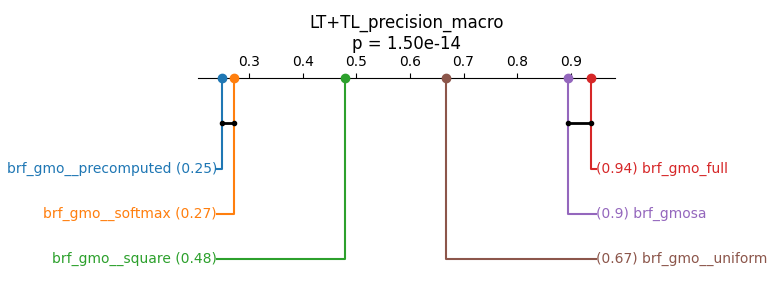 LT+TL_precision_macro
p = 1.50e-14
0.3 0.4 0.5 0.6 0.7 0.8 0.9
brf_gmo__precomputed (0.25)
(0.94) brf_gmo_full
brf_gmo__softmax (0.27)
(0.9) brf_gmosa
brf_gmo__square (0.48)
(0.67) brf_gmo__uniform